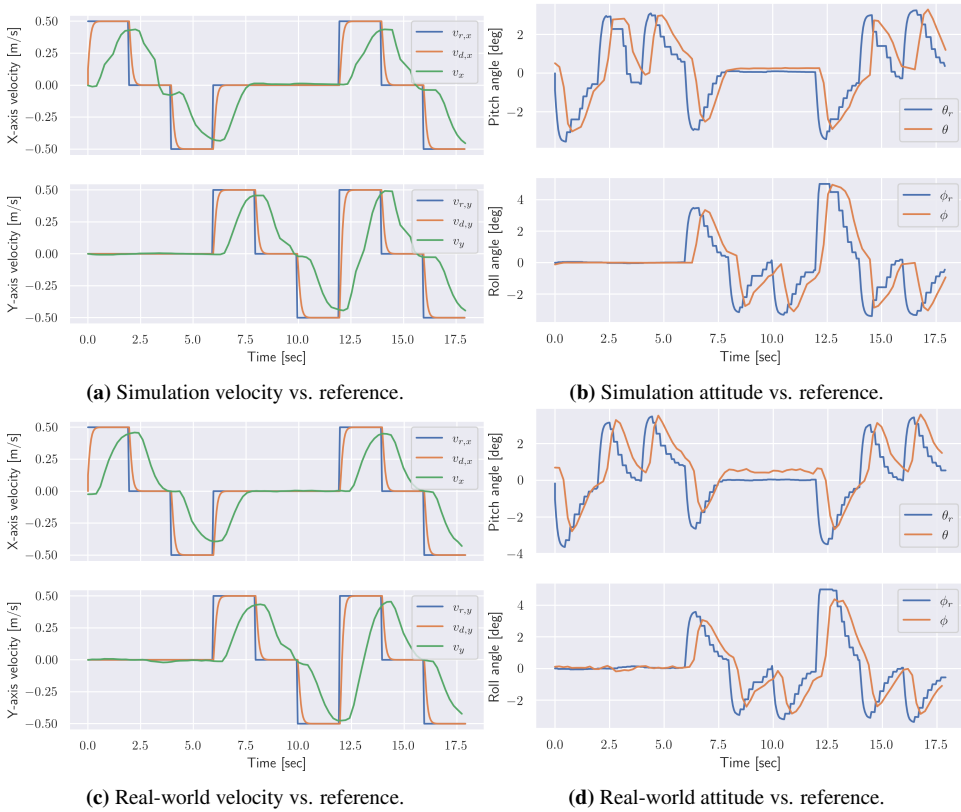 X-axis velocity [m/s]
0.50
0.25
0.00
−0.25
−0.50
v_{r,x}
v_{d,x}
v_x
Y-axis velocity [m/s]
0.50
0.25
0.00
−0.25
−0.50
v_{r,y}
v_{d,y}
v_y
0.0 2.5 5.0 7.5 10.0 12.5 15.0 17.5
Time [sec]
Pitch angle [deg]
2
0
−2
θ_r
θ
Roll angle [deg]
4
2
0
−2
ϕ_r
ϕ
0.0 2.5 5.0 7.5 10.0 12.5 15.0 17.5
Time [sec]
(a) Simulation velocity vs. reference.
(b) Simulation attitude vs. reference.
X-axis velocity [m/s]
0.50
0.25
0.00
−0.25
−0.50
v_{r,x}
v_{d,x}
v_x
Y-axis velocity [m/s]
0.50
0.25
0.00
−0.25
−0.50
v_{r,y}
v_{d,y}
v_y
0.0 2.5 5.0 7.5 10.0 12.5 15.0 17.5
Time [sec]
Pitch angle [deg]
2
0
−2
−4
θ_r
θ
Roll angle [deg]
4
2
0
−2
ϕ_r
ϕ
0.0 2.5 5.0 7.5 10.0 12.5 15.0 17.5
Time [sec]
(c) Real-world velocity vs. reference.
(d) Real-world attitude vs. reference.